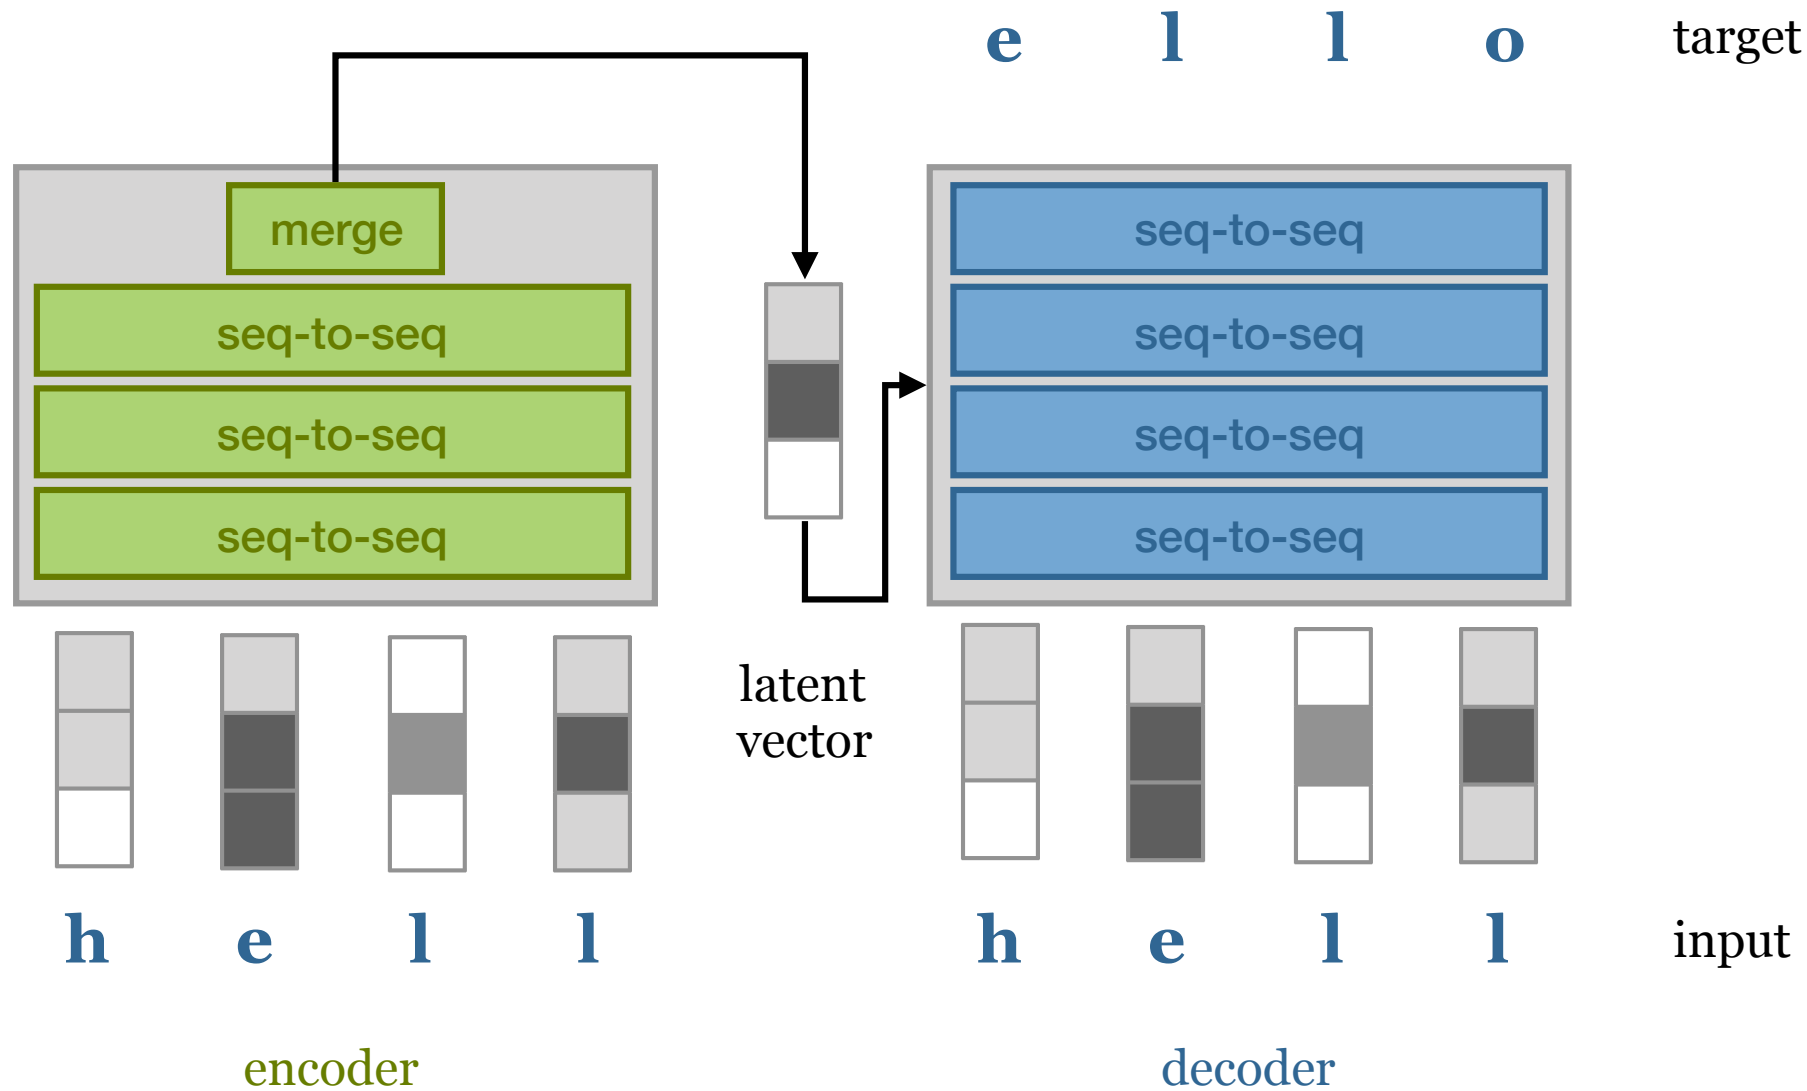 e l l o target
merge
seq-to-seq
seq-to-seq
seq-to-seq
latent
vector
seq-to-seq
seq-to-seq
seq-to-seq
seq-to-seq
h e l l
h e l l input
encoder
decoder